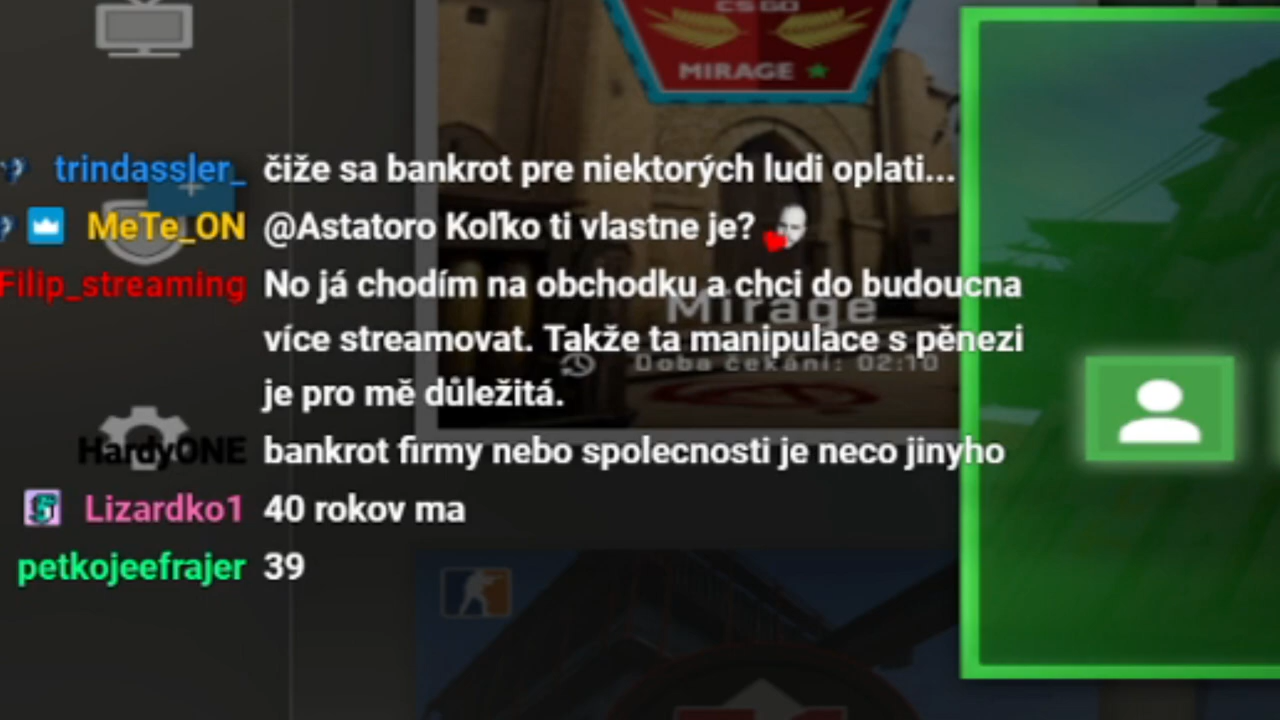 CS GO
MIRAGE
trindassler_ čiže sa bankrot pre niektorých ludi oplati...
MeTe_ON @Astatoro Koľko ti vlastne je?
Filip_streaming No já chodím na obchodku a chci do budoucna
Mirage
více streamovat. Takže ta manipulace s pěnezi
Doba čekání: 02:10
je pro mě důležitá.
HardyONE bankrot firmy nebo spolecnosti je neco jinyho
Lizardko1 40 rokov ma
petkojeefrajer 39